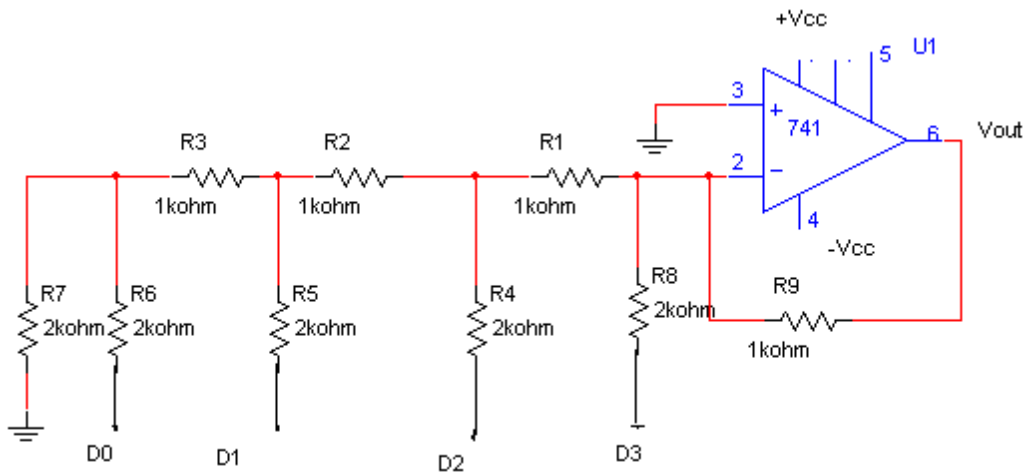 +Vcc
5
U1
3
+
741
2
−
6
Vout
4
-Vcc
R3
R2
R1
1kohm
1kohm
1kohm
R7
R6
R5
R4
R8
R9
2kohm
2kohm
2kohm
2kohm
2kohm
1kohm
D0
D1
D2
D3